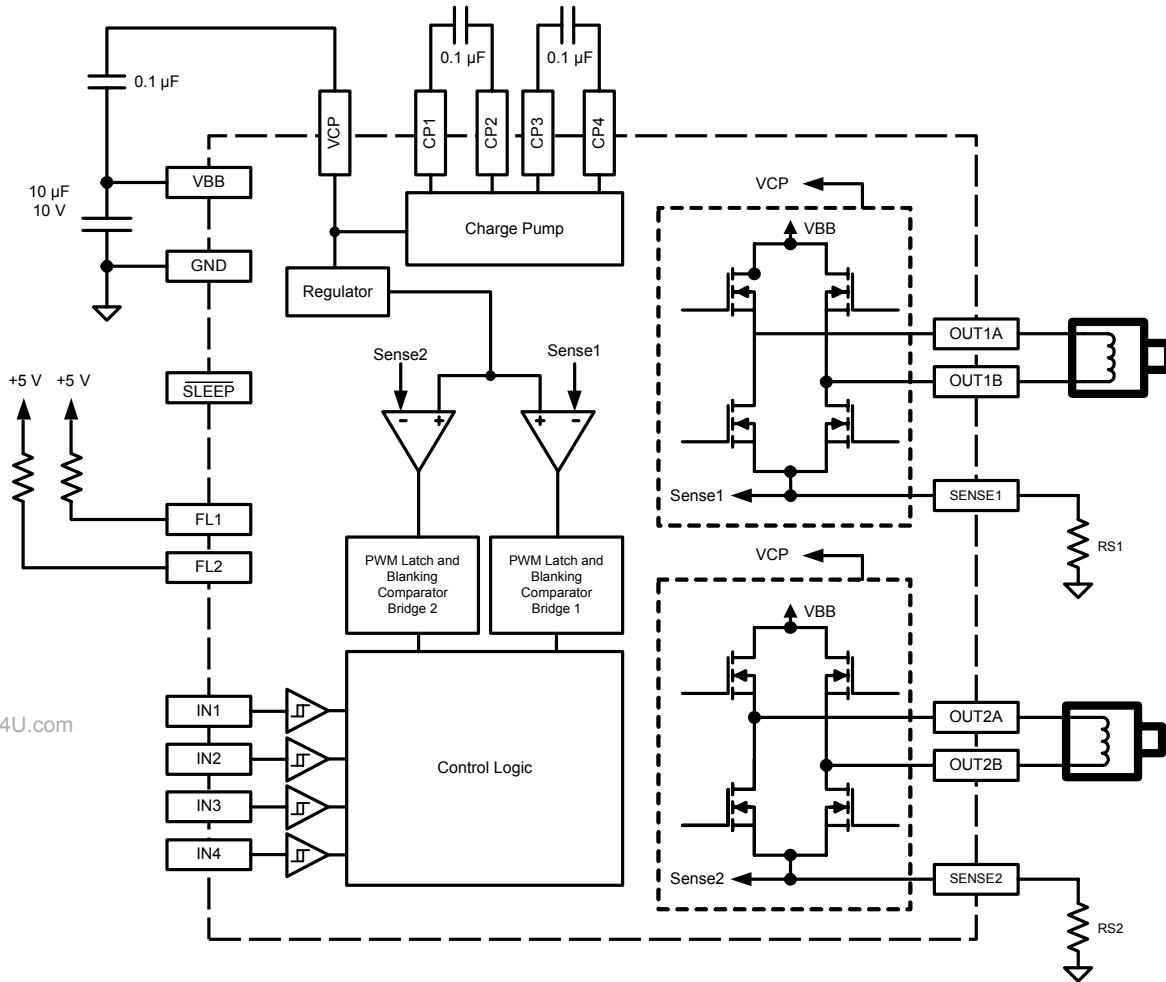 0.1 µF
0.1 µF
0.1 µF
VCP
CP1
CP2
CP3
CP4
VBB
10 µF
10 V
GND
Charge Pump
Regulator
VCP
VBB
OUT1A
OUT1B
Sense2
Sense1
+5 V
+5 V
SLEEP
Sense1
SENSE1
RS1
FL1
FL2
PWM Latch and
Blanking
Comparator
Bridge 2
PWM Latch and
Blanking
Comparator
Bridge 1
VCP
VBB
IN1
IN2
IN3
IN4
4U.com
Control Logic
OUT2A
OUT2B
Sense2
SENSE2
RS2